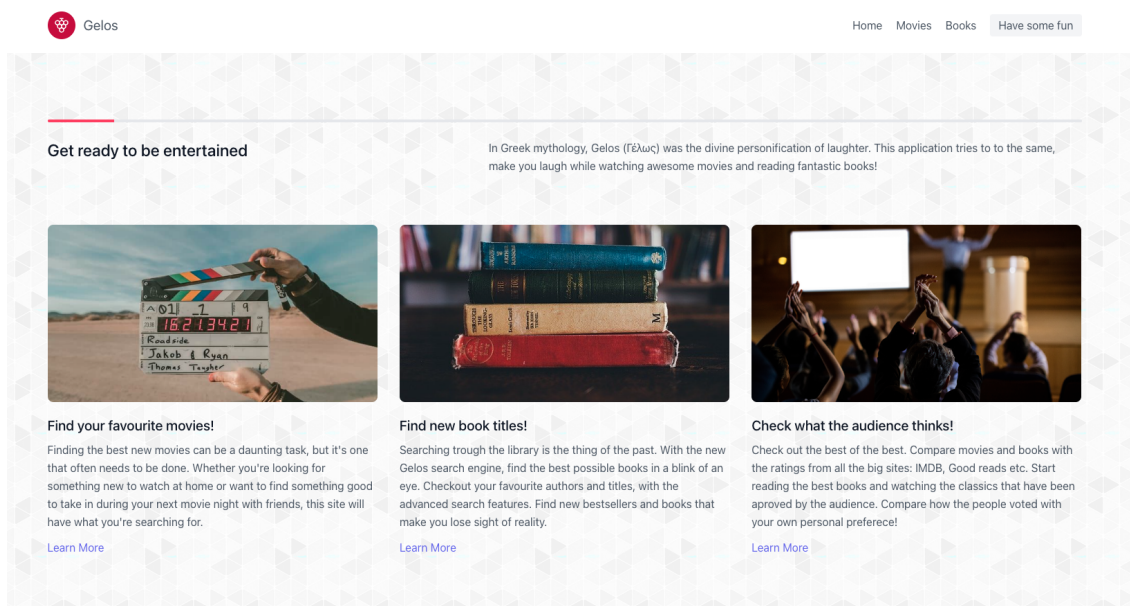 Gelos
Home Movies Books Have some fun
Get ready to be entertained
In Greek mythology, Gelos (Γέλως) was the divine personification of laughter. This application tries to to the same,
make you laugh while watching awesome movies and reading fantastic books!
A 01 1 9
16213421
Roadside
Jakob & Ryan
Thomas Taugher
THROUGH THE LOOKING-GLASS
Lewis Carroll
M
Find your favourite movies!
Finding the best new movies can be a daunting task, but it's one
that often needs to be done. Whether you're looking for
something new to watch at home or want to find something good
to take in during your next movie night with friends, this site will
have what you're searching for.
Learn More
Find new book titles!
Searching trough the library is the thing of the past. With the new
Gelos search engine, find the best possible books in a blink of an
eye. Checkout your favourite authors and titles, with the
advanced search features. Find new bestsellers and books that
make you lose sight of reality.
Learn More
Check what the audience thinks!
Check out the best of the best. Compare movies and books with
the ratings from all the big sites: IMDB, Good reads etc. Start
reading the best books and watching the classics that have been
aproved by the audience. Compare how the people voted with
your own personal preferece!
Learn More